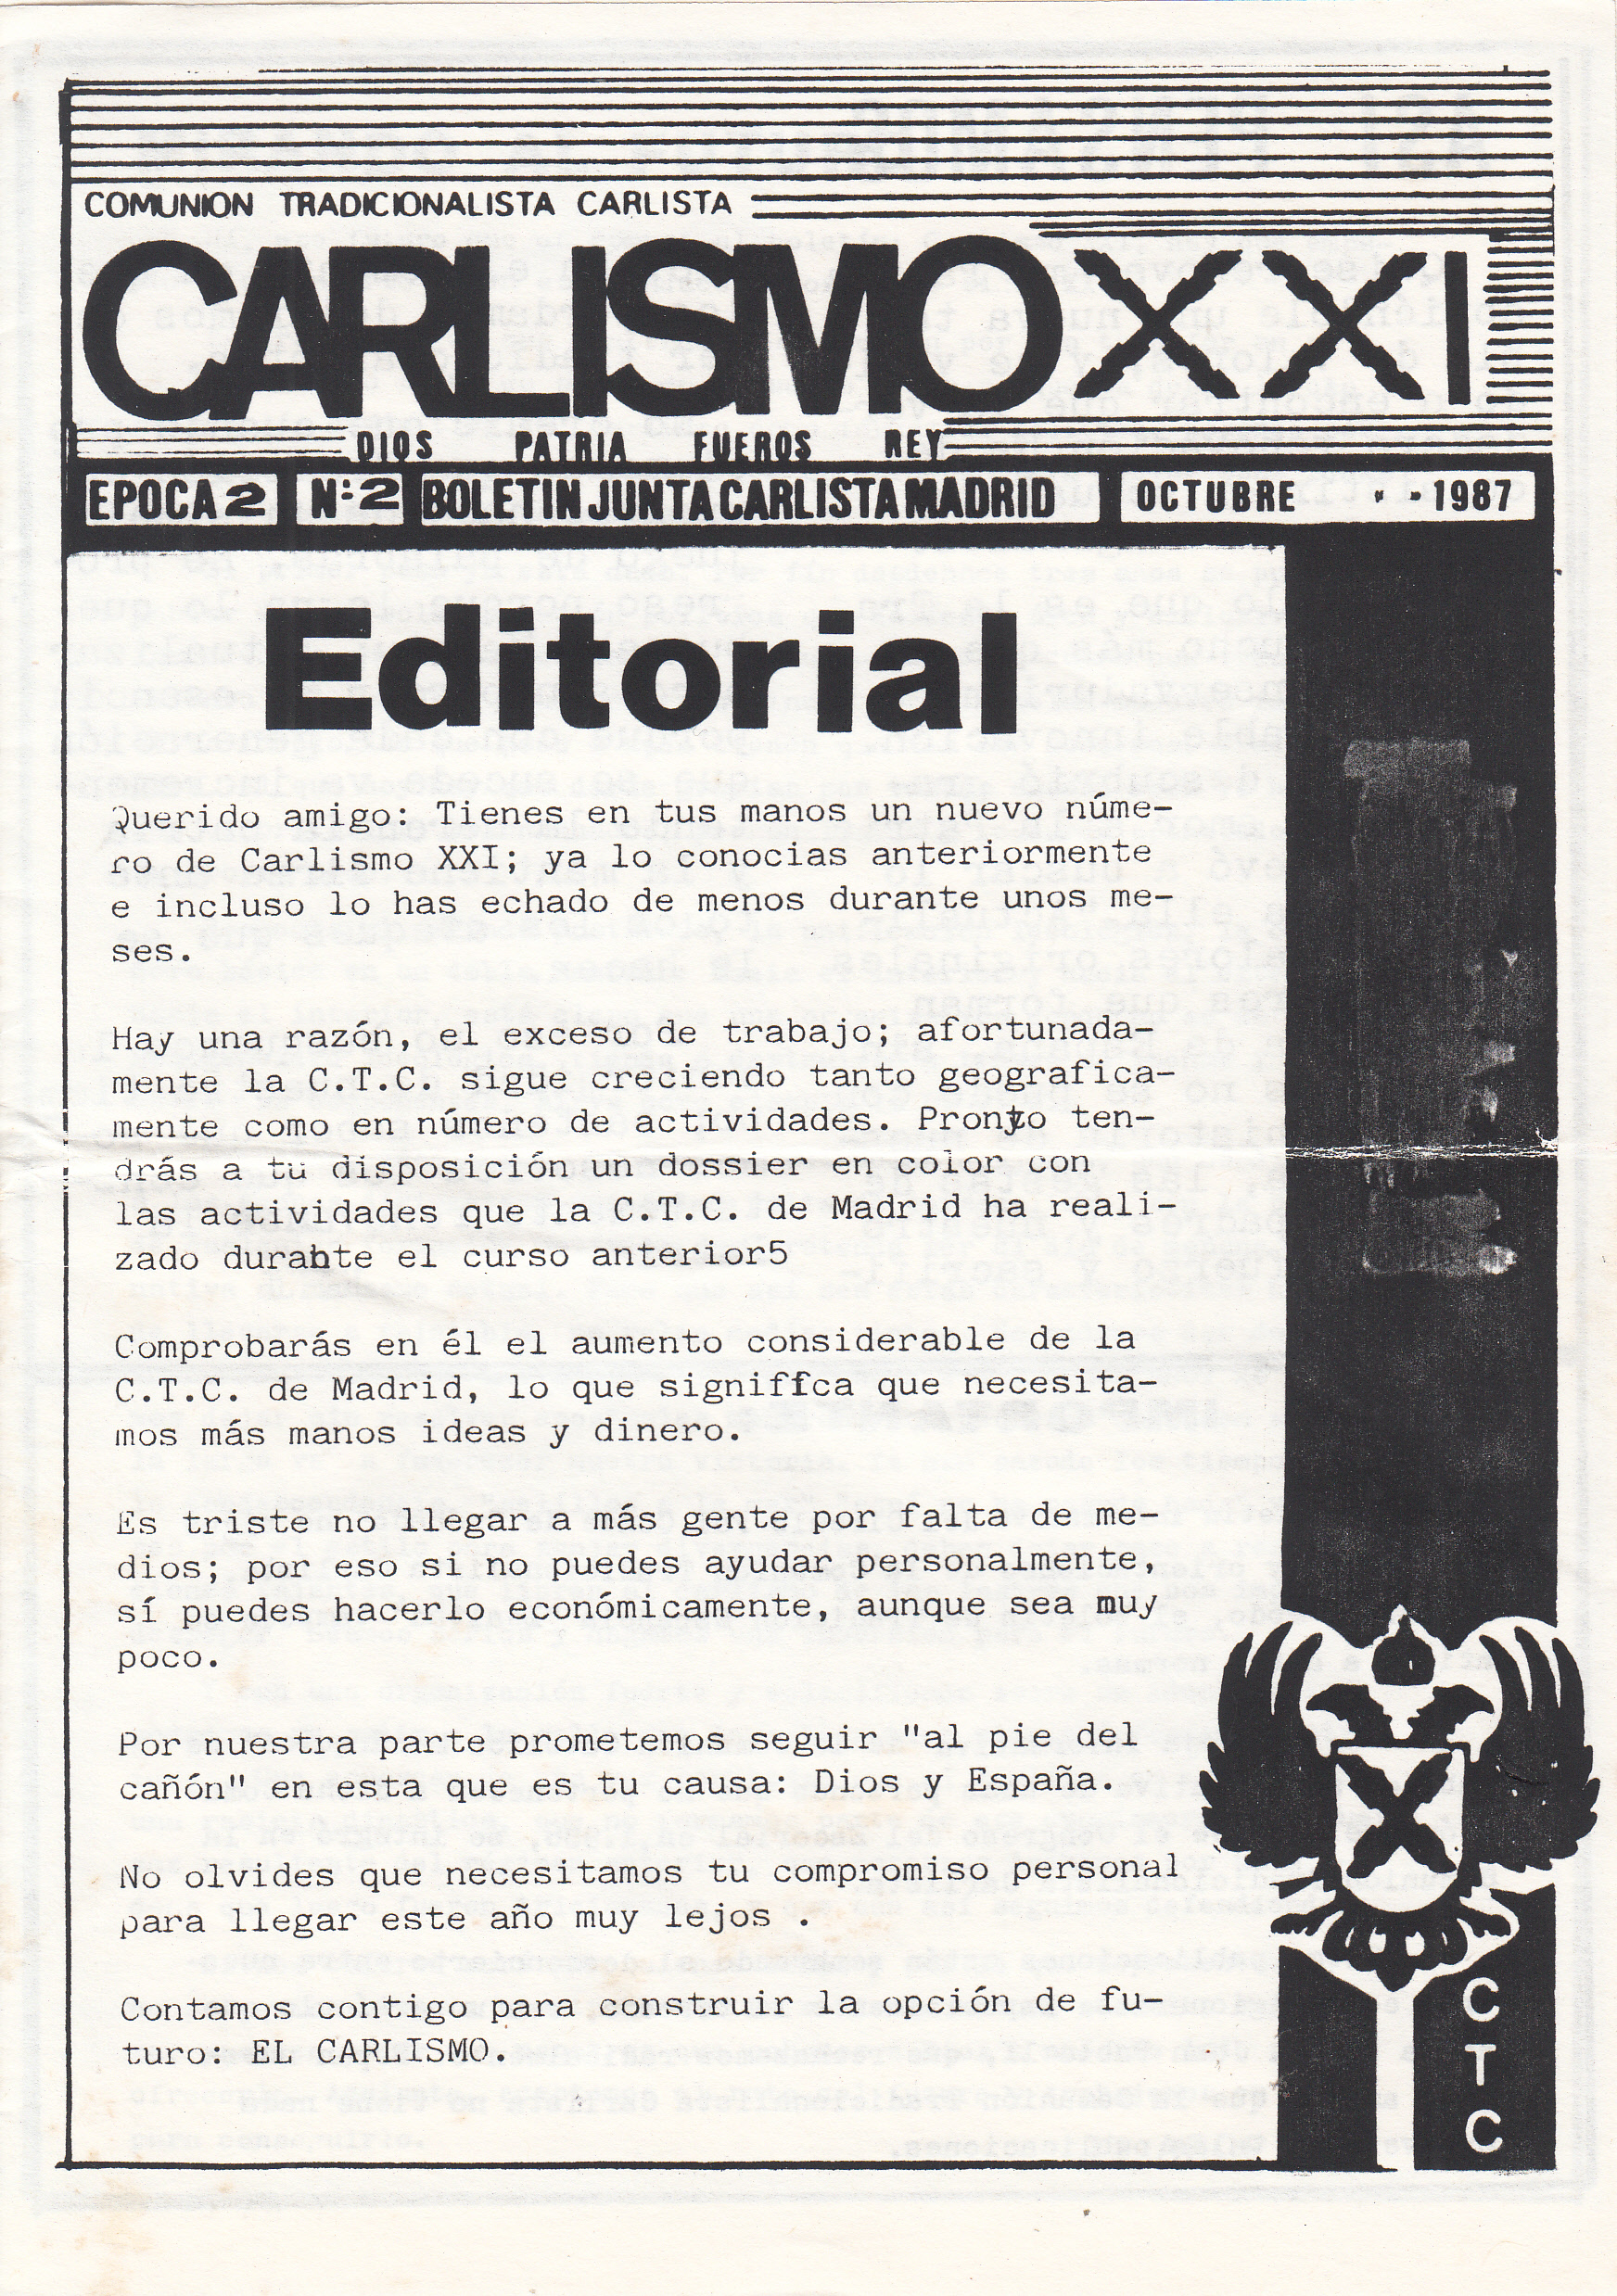 COMUNION TRADICIONALISTA CARLISTA
CARLISMO XXI
DIOS PATRIA FUEROS REY
EPOCA 2 Nº 2 BOLETIN JUNTA CARLISTA MADRID OCTUBRE 1987
Editorial
Querido amigo: Tienes en tus manos un nuevo núme-
ro de Carlismo XXI; ya lo conocias anteriormente
e incluso lo has echado de menos durante unos me-
ses.
Hay una razón, el exceso de trabajo; afortunada-
mente la C.T.C. sigue creciendo tanto geografica-
mente como en número de actividades. Pronto ten-
drás a tu disposición un dossier en color con
las actividades que la C.T.C. de Madrid ha reali-
zado durante el curso anterior5
Comprobarás en él el aumento considerable de la
C.T.C. de Madrid, lo que significa que necesita-
mos más manos ideas y dinero.
Es triste no llegar a más gente por falta de me-
dios; por eso si no puedes ayudar personalmente,
sí puedes hacerlo económicamente, aunque sea muy
poco.
Por nuestra parte prometemos seguir "al pie del
cañón" en esta que es tu causa: Dios y España.
No olvides que necesitamos tu compromiso personal
para llegar este año muy lejos .
Contamos contigo para construir la opción de fu-
turo: EL CARLISMO.
C
T
C